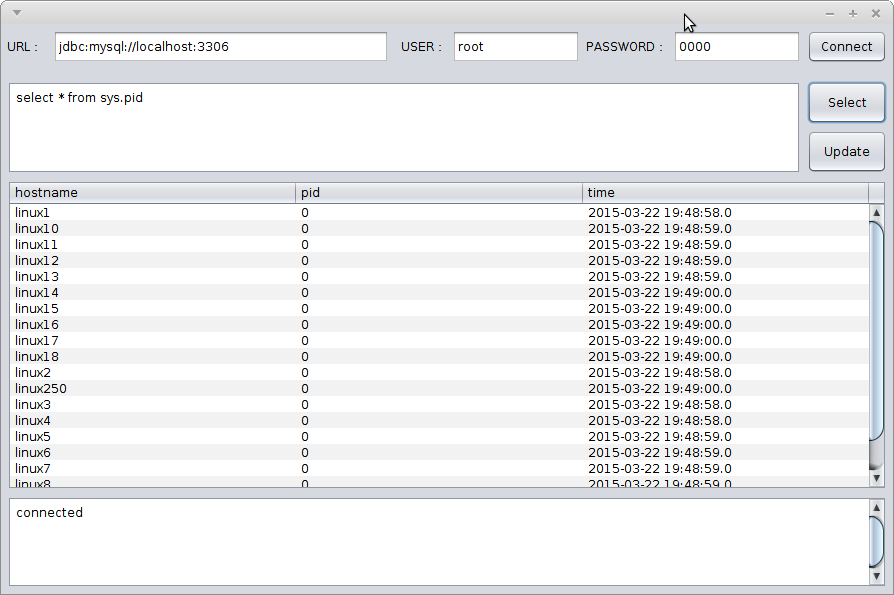 URL : jdbc:mysql://localhost:3306 USER : root PASSWORD : 0000 Connect
select * from sys.pid
Select
Update
hostname pid time
linux1 0 2015-03-22 19:48:58.0
linux10 0 2015-03-22 19:48:59.0
linux11 0 2015-03-22 19:48:59.0
linux12 0 2015-03-22 19:48:59.0
linux13 0 2015-03-22 19:48:59.0
linux14 0 2015-03-22 19:49:00.0
linux15 0 2015-03-22 19:49:00.0
linux16 0 2015-03-22 19:49:00.0
linux17 0 2015-03-22 19:49:00.0
linux18 0 2015-03-22 19:49:00.0
linux2 0 2015-03-22 19:48:58.0
linux250 0 2015-03-22 19:49:00.0
linux3 0 2015-03-22 19:48:58.0
linux4 0 2015-03-22 19:48:58.0
linux5 0 2015-03-22 19:48:59.0
linux6 0 2015-03-22 19:48:59.0
linux7 0 2015-03-22 19:48:59.0
linux8 0 2015-03-22 19:48:59.0
connected